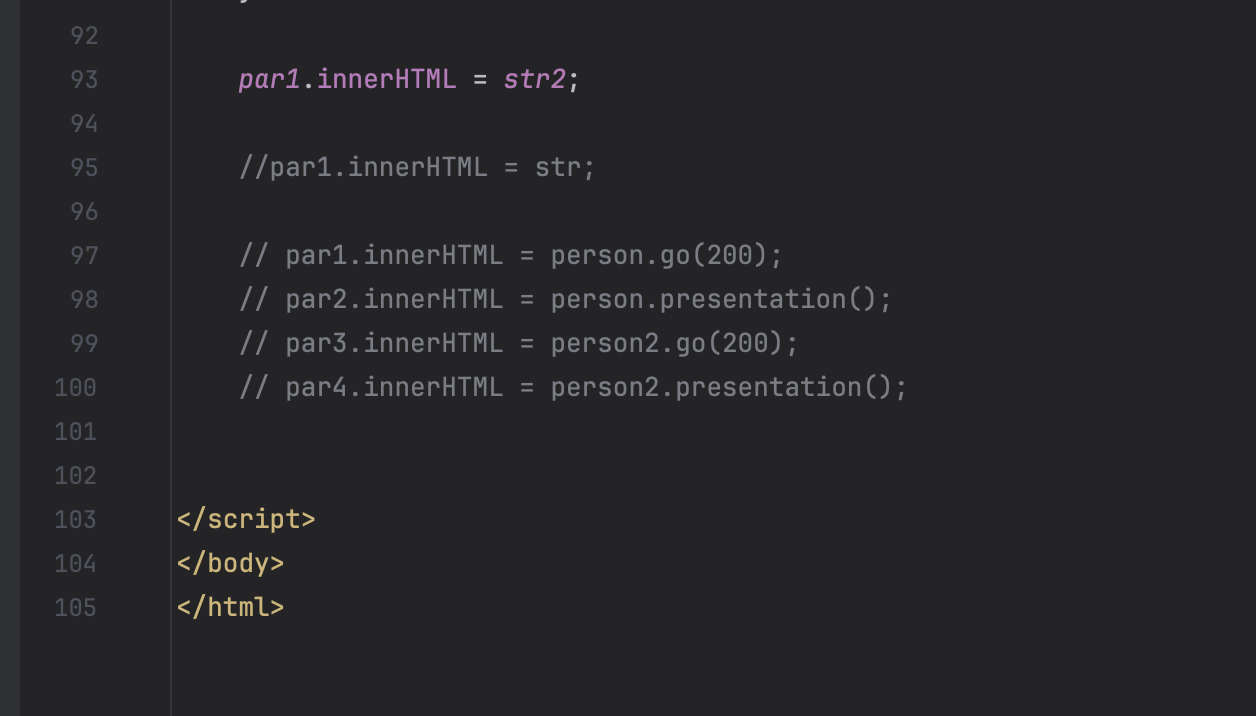 92
93 par1.innerHTML = str2;
94
95 //par1.innerHTML = str;
96
97 // par1.innerHTML = person.go(200);
98 // par2.innerHTML = person.presentation();
99 // par3.innerHTML = person2.go(200);
100 // par4.innerHTML = person2.presentation();
101
102
103 </script>
104 </body>
105 </html>